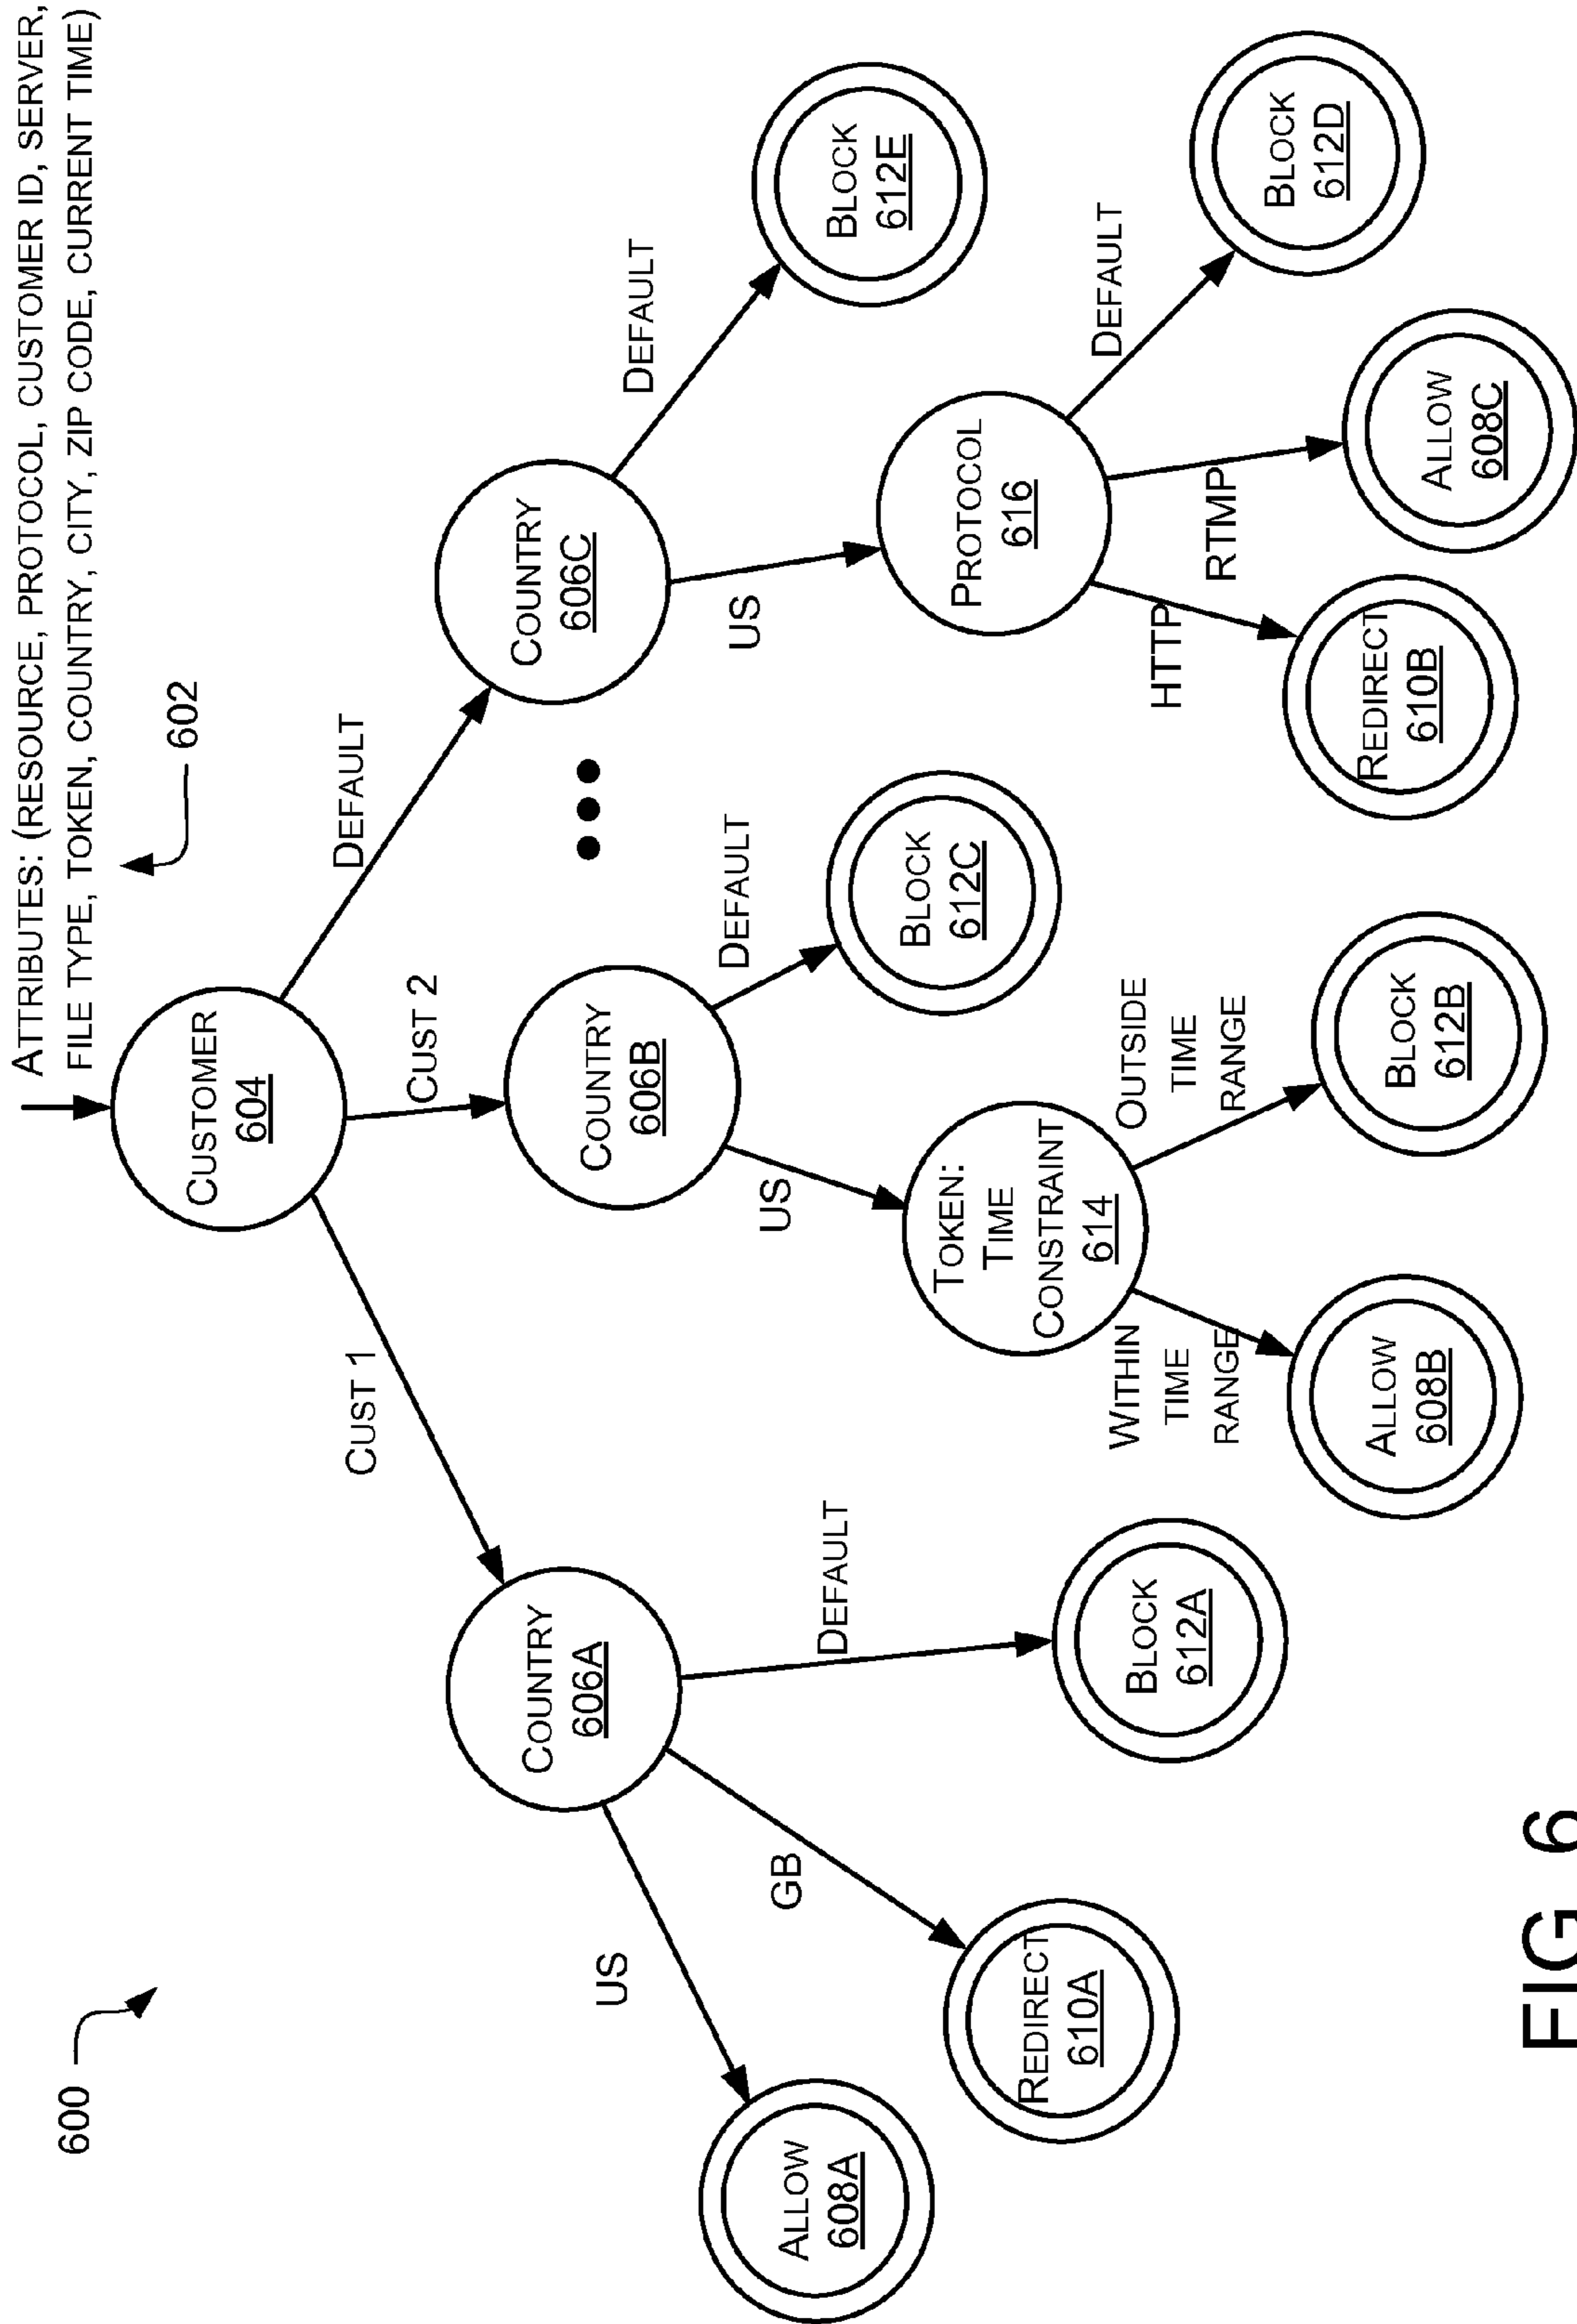 ATTRIBUTES: (RESOURCE, PROTOCOL, CUSTOMER ID, SERVER,
FILE TYPE, TOKEN, COUNTRY, CITY, ZIP CODE, CURRENT TIME)
600
602
CUSTOMER
604
CUST 1
CUST 2
DEFAULT
COUNTRY
606A
COUNTRY
606B
COUNTRY
606C
US
GB
DEFAULT
US
DEFAULT
US
DEFAULT
ALLOW
608A
REDIRECT
610A
BLOCK
612A
TOKEN:
TIME
CONSTRAINT
614
BLOCK
612C
PROTOCOL
616
BLOCK
612E
WITHIN
TIME
RANGE
OUTSIDE
TIME
RANGE
HTTP
RTMP
DEFAULT
ALLOW
608B
BLOCK
612B
REDIRECT
610B
ALLOW
608C
BLOCK
612D
FIG 6